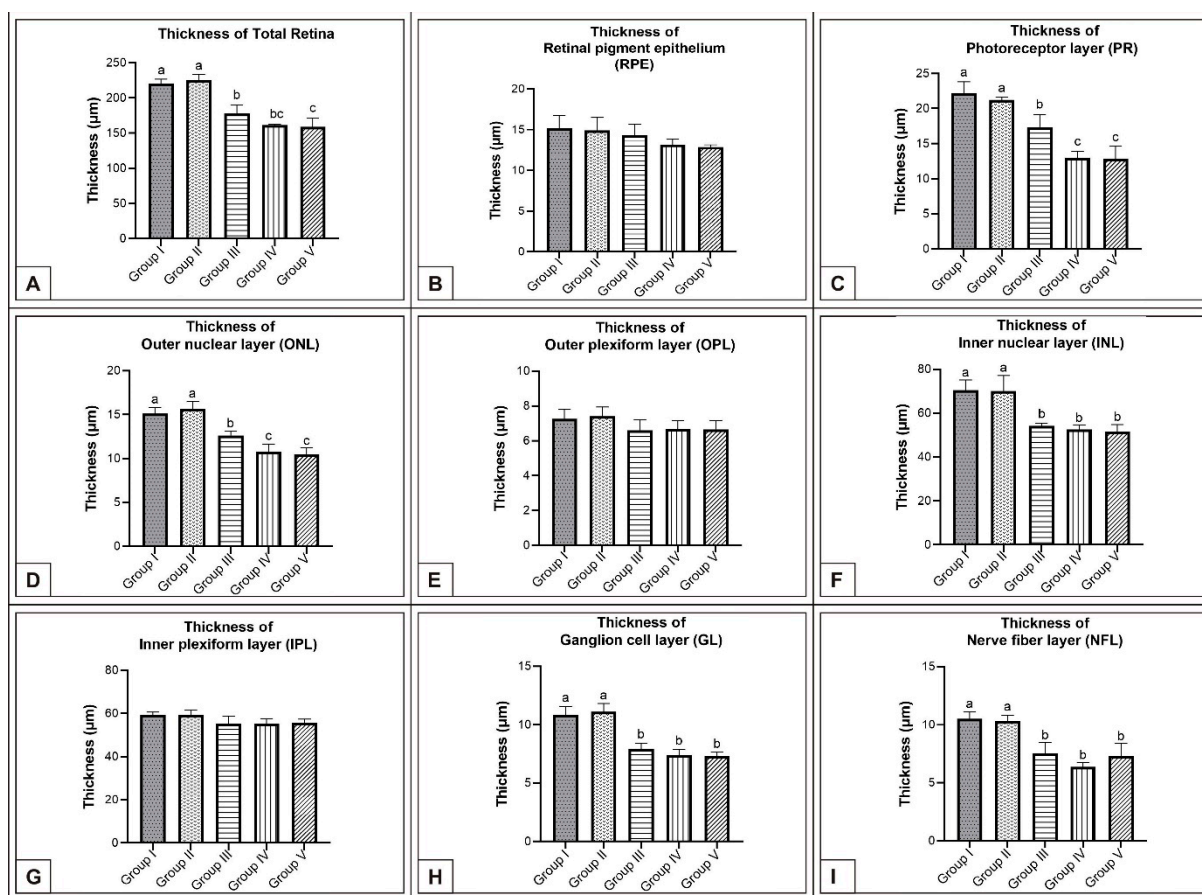 Thickness of Total Retina
Thickness (µm)
250
200
150
100
50
0
a
a
b
bc
c
Group I
Group II
Group III
Group IV
Group V
A
Thickness of
Retinal pigment epithelium
(RPE)
Thickness (µm)
20
15
10
5
0
Group I
Group II
Group III
Group IV
Group V
B
Thickness of
Photoreceptor layer (PR)
Thickness (µm)
25
20
15
10
5
0
a
a
b
c
c
Group I
Group II
Group III
Group IV
Group V
C
Thickness of
Outer nuclear layer (ONL)
Thickness (µm)
20
15
10
5
0
a
a
b
c
c
Group I
Group II
Group III
Group IV
Group V
D
Thickness of
Outer plexiform layer (OPL)
Thickness (µm)
10
8
6
4
2
0
Group I
Group II
Group III
Group IV
Group V
E
Thickness of
Inner nuclear layer (INL)
Thickness (µm)
80
60
40
20
0
a
a
b
b
b
Group I
Group II
Group III
Group IV
Group V
F
Thickness of
Inner plexiform layer (IPL)
Thickness (µm)
80
60
40
20
0
Group I
Group II
Group III
Group IV
Group V
G
Thickness of
Ganglion cell layer (GL)
Thickness (µm)
15
10
5
0
a
a
b
b
b
Group I
Group II
Group III
Group IV
Group V
H
Thickness of
Nerve fiber layer (NFL)
Thickness (µm)
15
10
5
0
a
a
b
b
b
Group I
Group II
Group III
Group IV
Group V
I